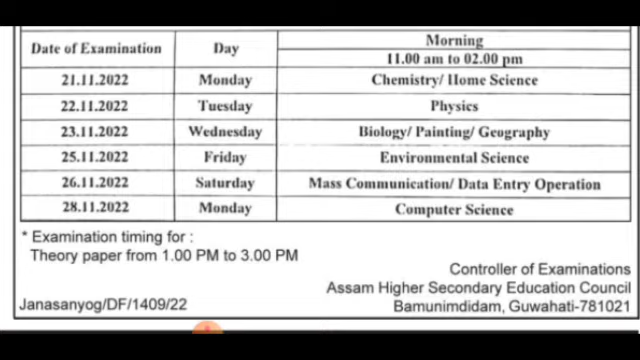 Date of Examination Day Morning
11.00 am to 02.00 pm
21.11.2022 Monday Chemistry/ Home Science
22.11.2022 Tuesday Physics
23.11.2022 Wednesday Biology/ Painting/ Geography
25.11.2022 Friday Environmental Science
26.11.2022 Saturday Mass Communication/ Data Entry Operation
28.11.2022 Monday Computer Science
* Examination timing for :
Theory paper from 1.00 PM to 3.00 PM
Controller of Examinations
Assam Higher Secondary Education Council
Janasanyog/DF/1409/22 Bamunimdidam, Guwahati-781021